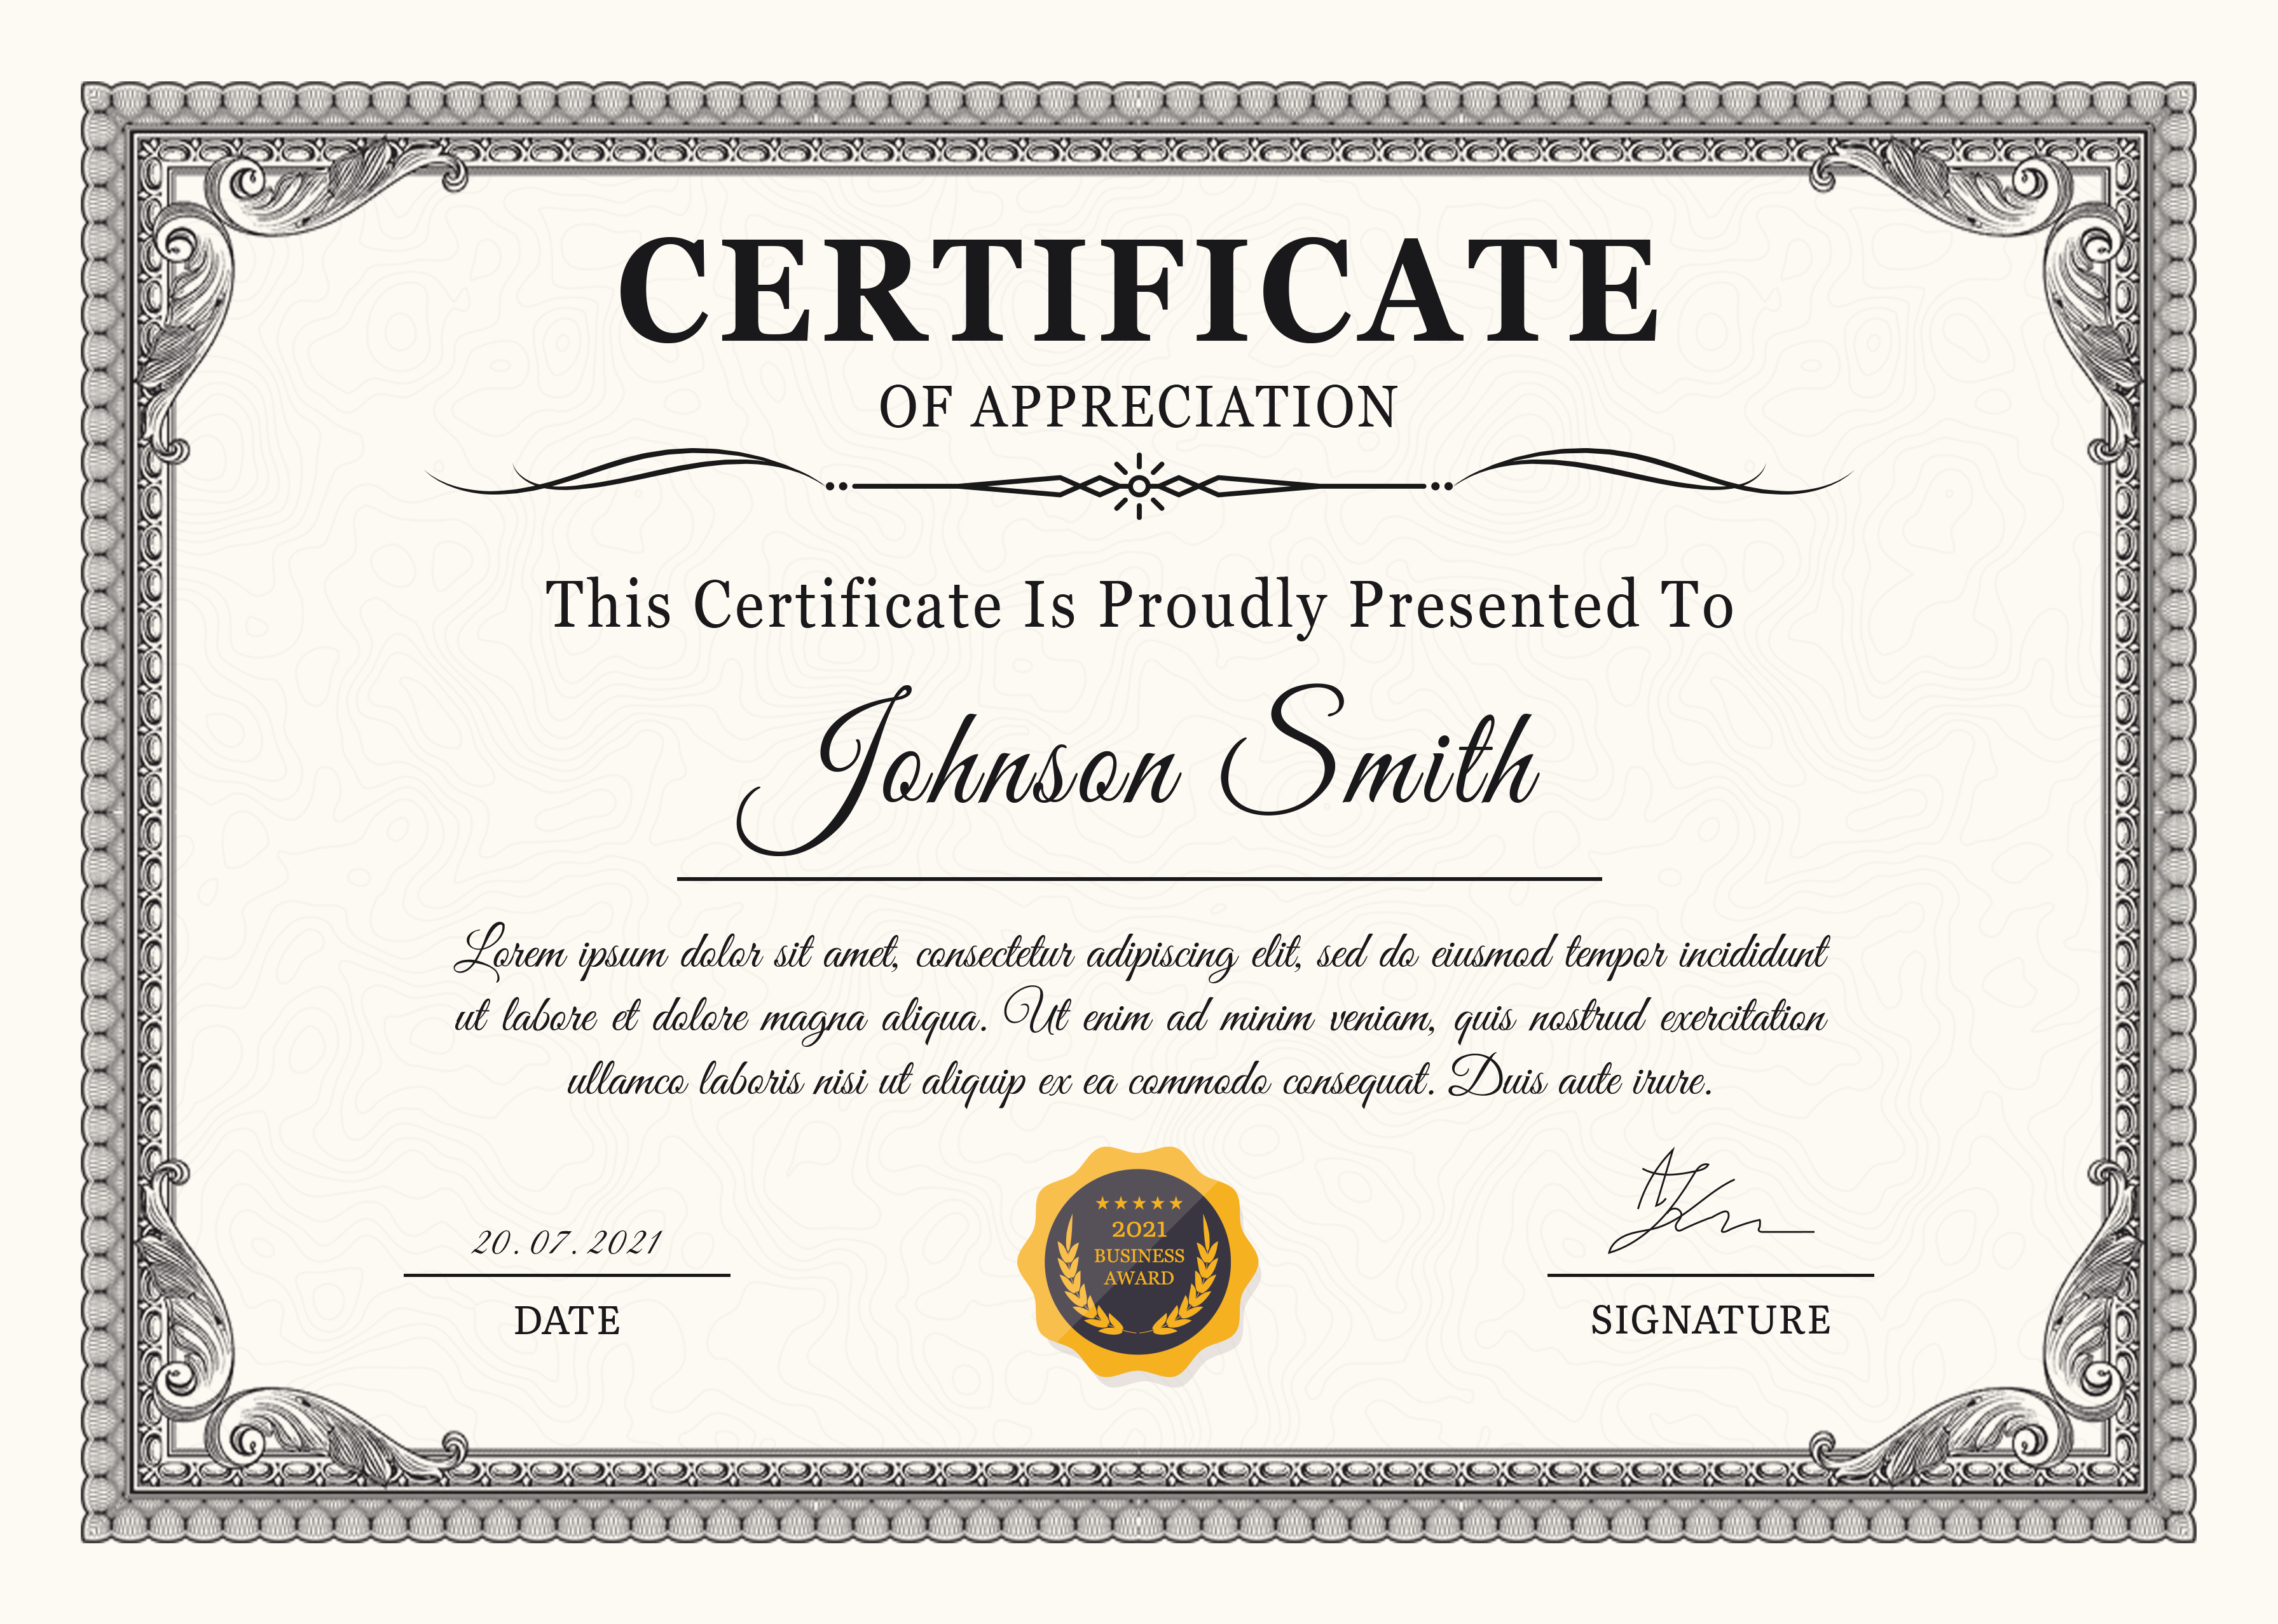 CERTIFICATE
OF APPRECIATION
This Certificate Is Proudly Presented To
Johnson Smith
Lorem ipsum dolor sit amet, consectetur adipiscing elit, sed do eiusmod tempor incididunt
ut labore et dolore magna aliqua. Ut enim ad minim veniam, quis nostrud exercitation
ullamco laboris nisi ut aliquip ex ea commodo consequat. Duis aute irure.
20.07.2021
DATE
2021
BUSINESS
AWARD
SIGNATURE